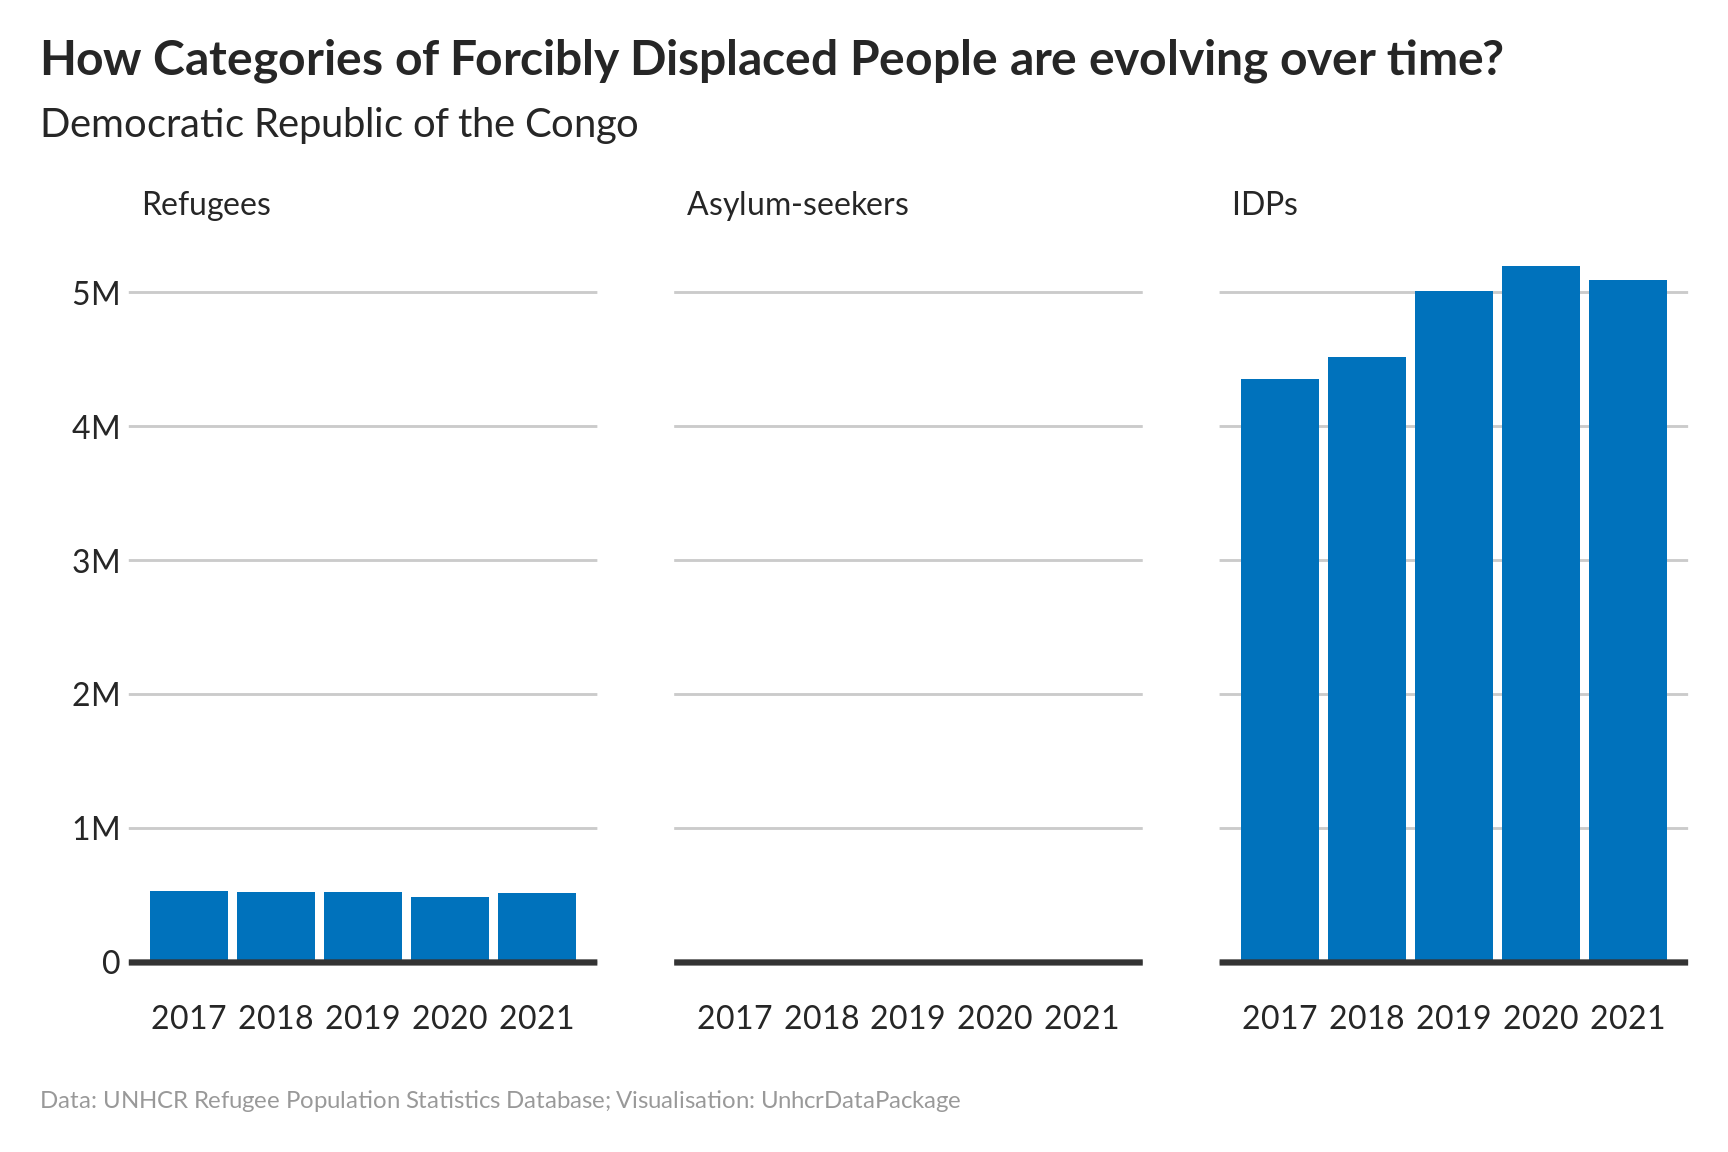 How Categories of Forcibly Displaced People are evolving over time?
Democratic Republic of the Congo
Refugees
Asylum-seekers
IDPs
5M
4M
3M
2M
1M
0
2017 2018 2019 2020 2021
2017 2018 2019 2020 2021
2017 2018 2019 2020 2021
Data: UNHCR Refugee Population Statistics Database; Visualisation: UnhcrDataPackage